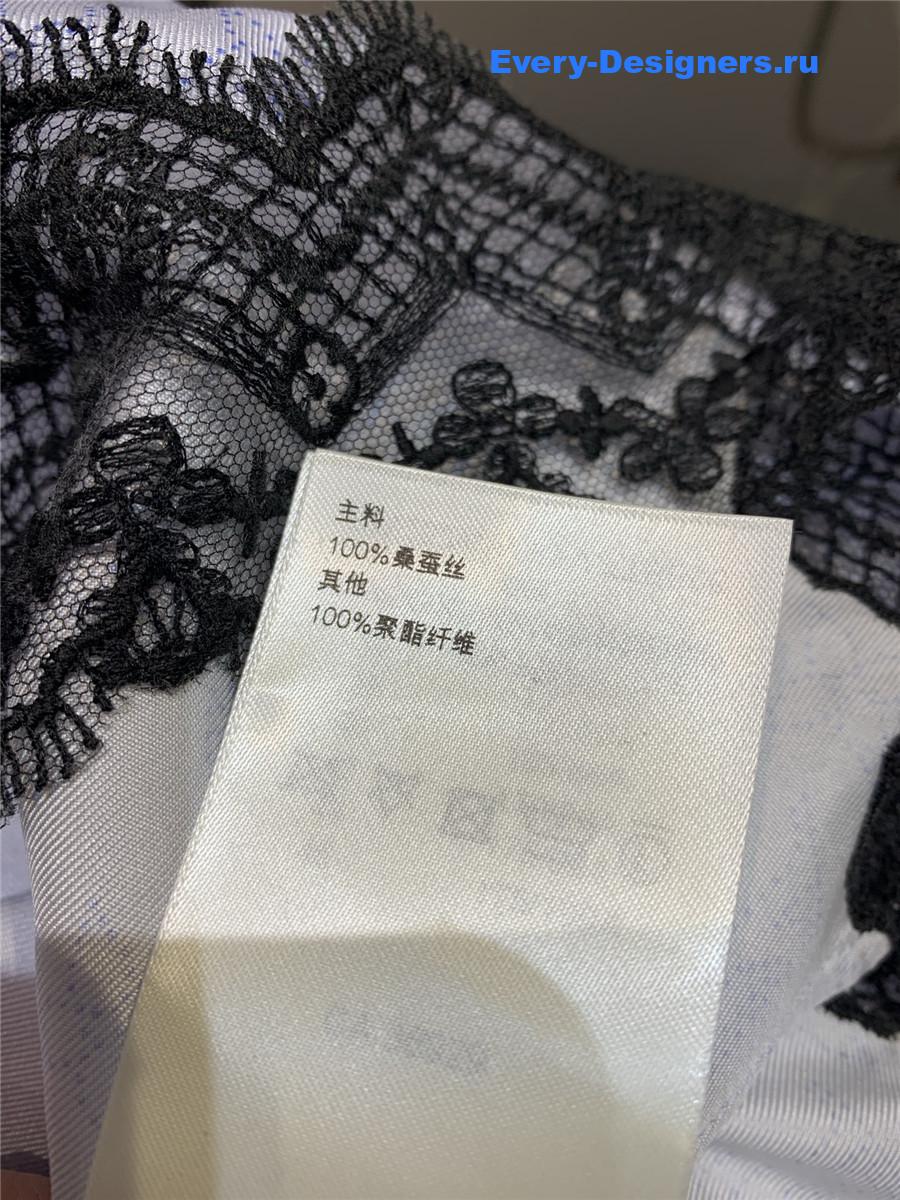 Every-Designers.ru
主料
100%桑蚕丝
其他
100%聚酯纤维